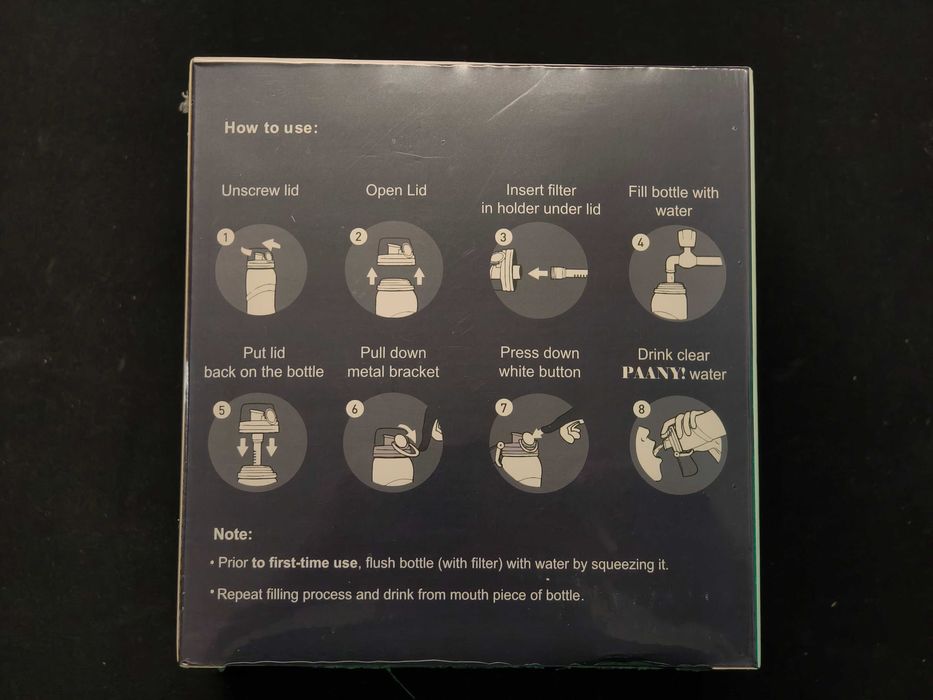 How to use:
Unscrew lid
Open Lid
Insert filter
in holder under lid
Fill bottle with
water
1
2
3
4
Put lid
back on the bottle
Pull down
metal bracket
Press down
white button
Drink clear
PAANY! water
5
6
7
8
Note:
• Prior to first-time use, flush bottle (with filter) with water by squeezing it.
• Repeat filling process and drink from mouth piece of bottle.